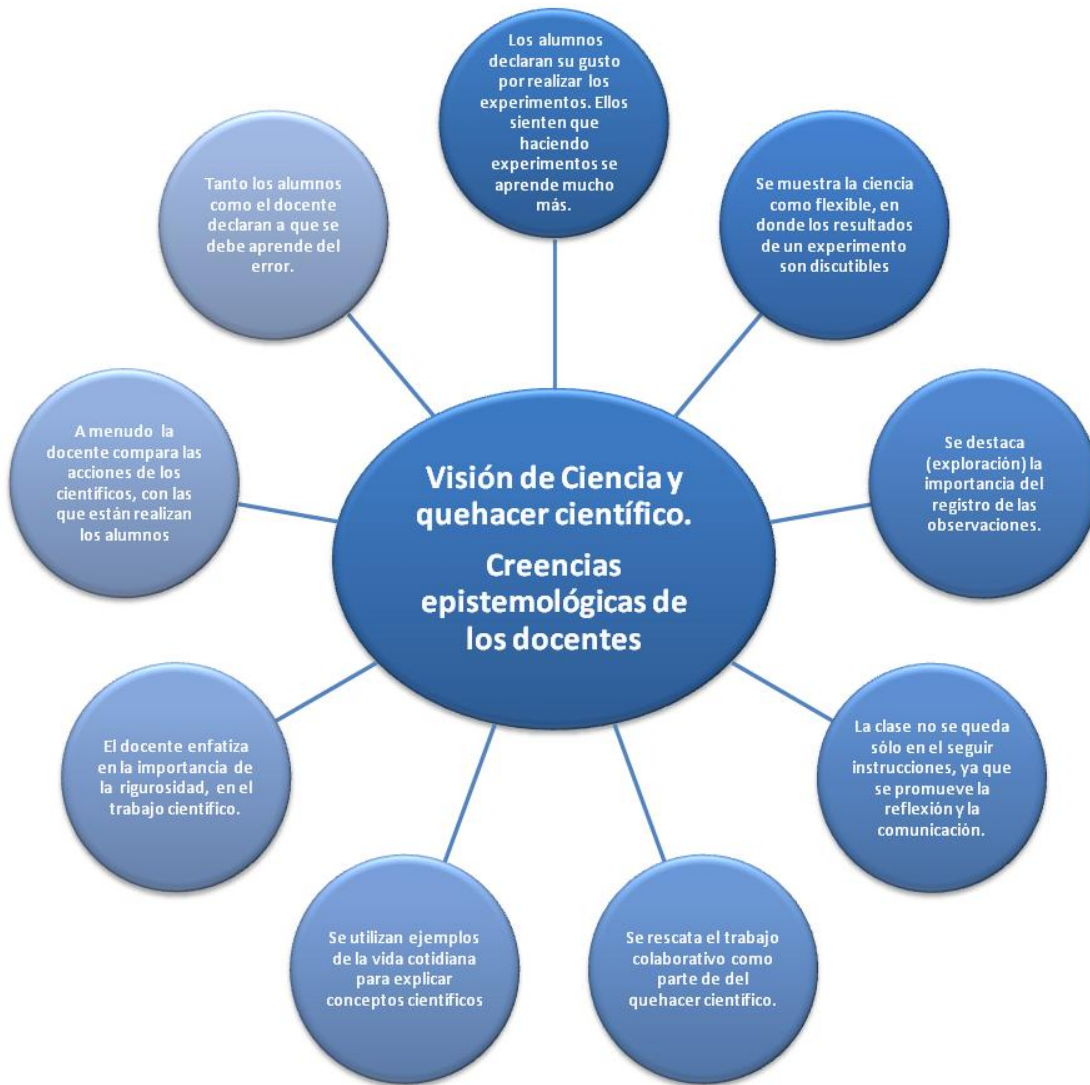 Los alumnos
declaran su gusto
por realizar los
experimentos. Ellos
sienten que
haciendo
experimentos se
aprende mucho
más.
Se muestra la ciencia
como flexible, en
donde los resultados
de un experimento
son discutibles
Se destaca
(exploración) la
importancia del
registro de las
observaciones.
La clase no se queda
sólo en el seguir
instrucciones, ya que
se promueve la
reflexión y la
comunicación.
Se rescata el trabajo
colaborativo como
parte de del
quehacer científico.
Se utilizan ejemplos
de la vida cotidiana
para explicar
conceptos científicos
El docente enfatiza
en la importancia de
la rigurosidad, en el
trabajo científico.
A menudo la
docente compara las
acciones de los
científicos, con las
que están realizan
los alumnos
Tanto los alumnos
como el docente
declaran a que se
debe aprende del
error.
Visión de Ciencia y
quehacer científico.
Creencias
epistemológicas de
los docentes